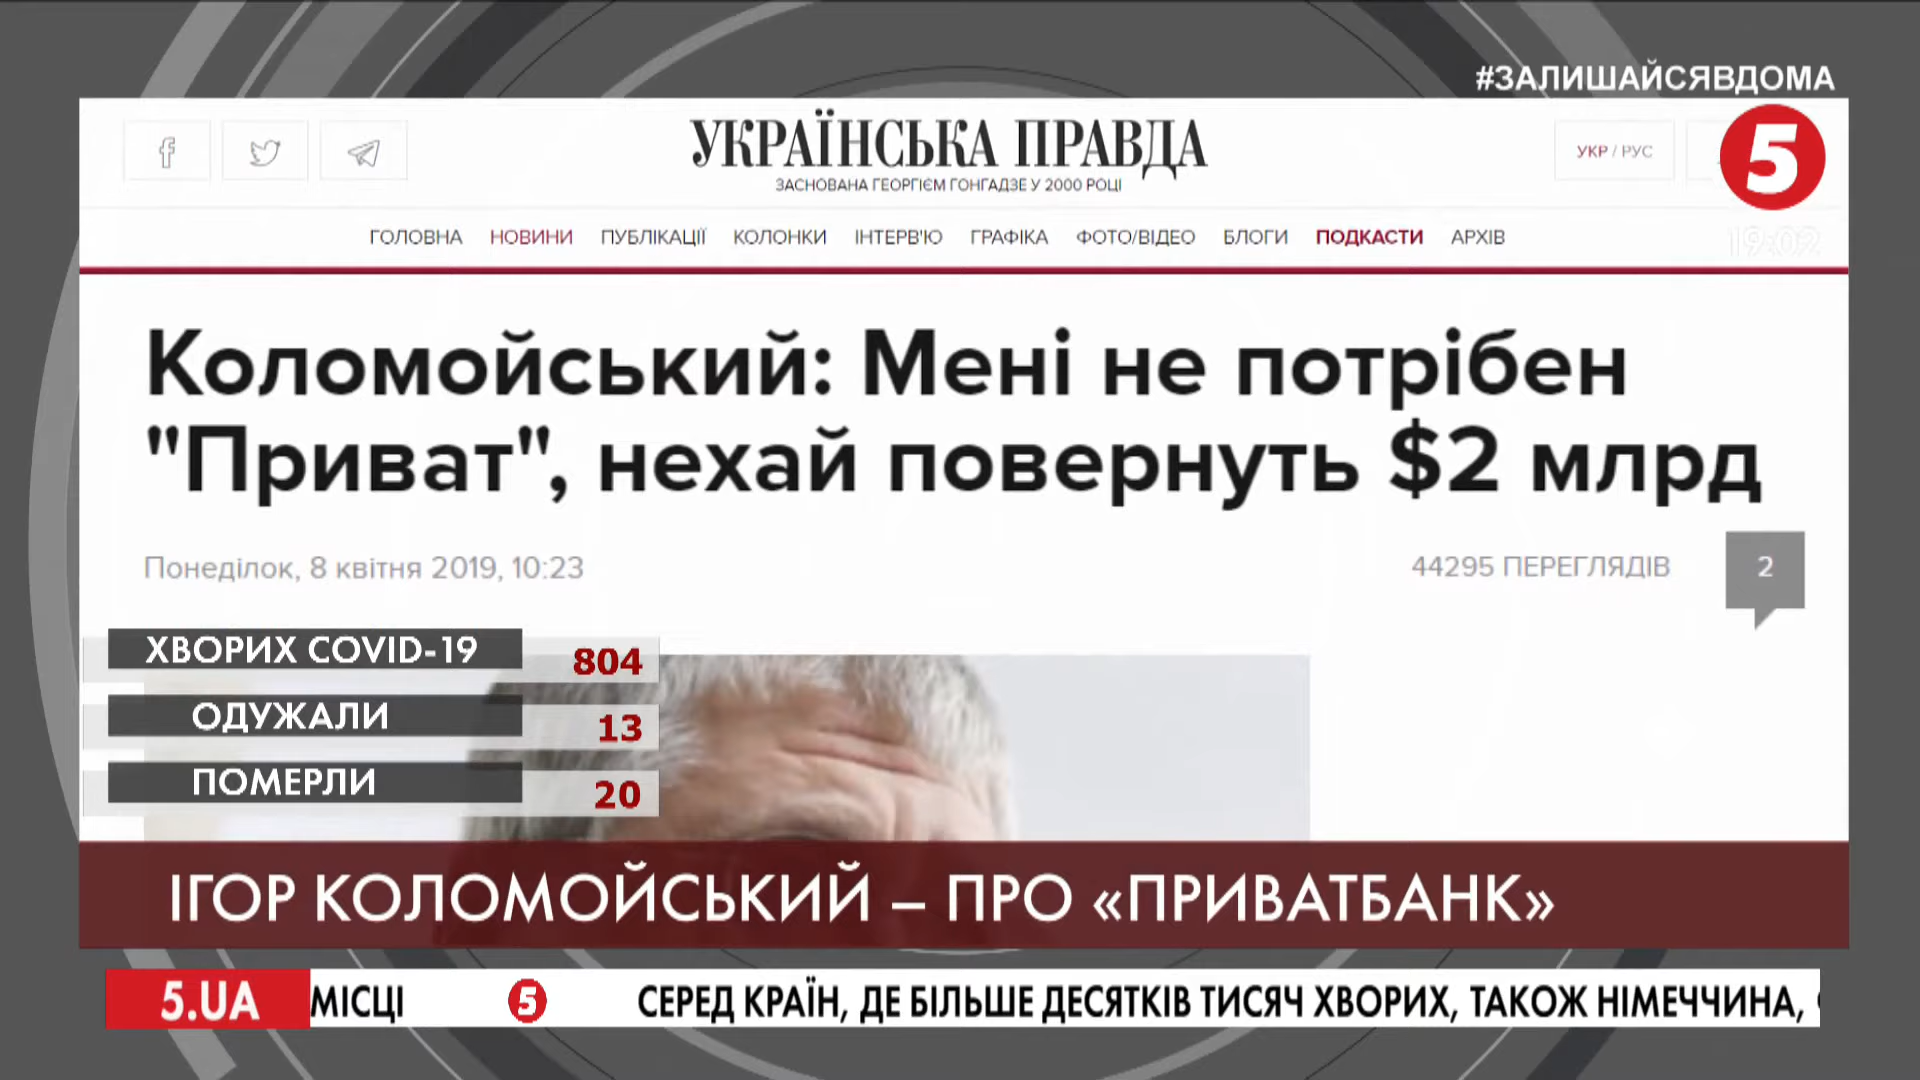 #ЗАЛИШАЙСЯВДОМА
УКРАЇНСЬКА ПРАВДА
ЗАСНОВАНА ГЕОРГІЄМ ГОНГАДЗЕ У 2000 РОЦІ
УКР / РУС
5
ГОЛОВНА НОВИНИ ПУБЛІКАЦІЇ КОЛОНКИ ІНТЕРВ'Ю ГРАФІКА ФОТО/ВІДЕО БЛОГИ ПОДКАСТИ АРХІВ
19:02
Коломойський: Мені не потрібен
"Приват", нехай повернуть $2 млрд
Понеділок, 8 квітня 2019, 10:23
44295 ПЕРЕГЛЯДІВ
2
ХВОРИХ COVID-19 804
ОДУЖАЛИ 13
ПОМЕРЛИ 20
ІГОР КОЛОМОЙСЬКИЙ – ПРО «ПРИВАТБАНК»
5.UA МІСЦІ 5 СЕРЕД КРАЇН, ДЕ БІЛЬШЕ ДЕСЯТКІВ ТИСЯЧ ХВОРИХ, ТАКОЖ НІМЕЧЧИНА,